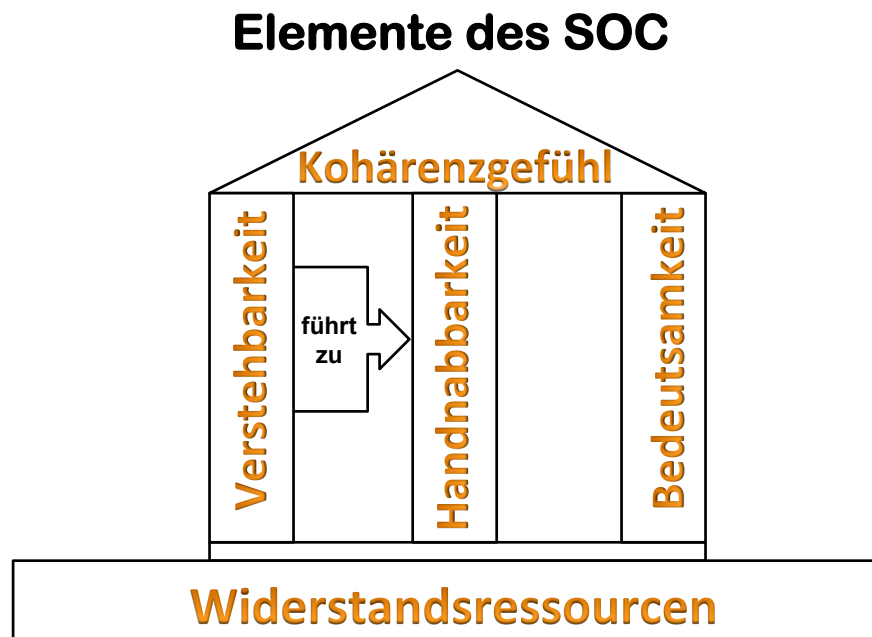 Elemente des SOC
Kohärenzgefühl
Verstehbarkeit
führt
zu
Handnabbarkeit
Bedeutsamkeit
Widerstandsressourcen